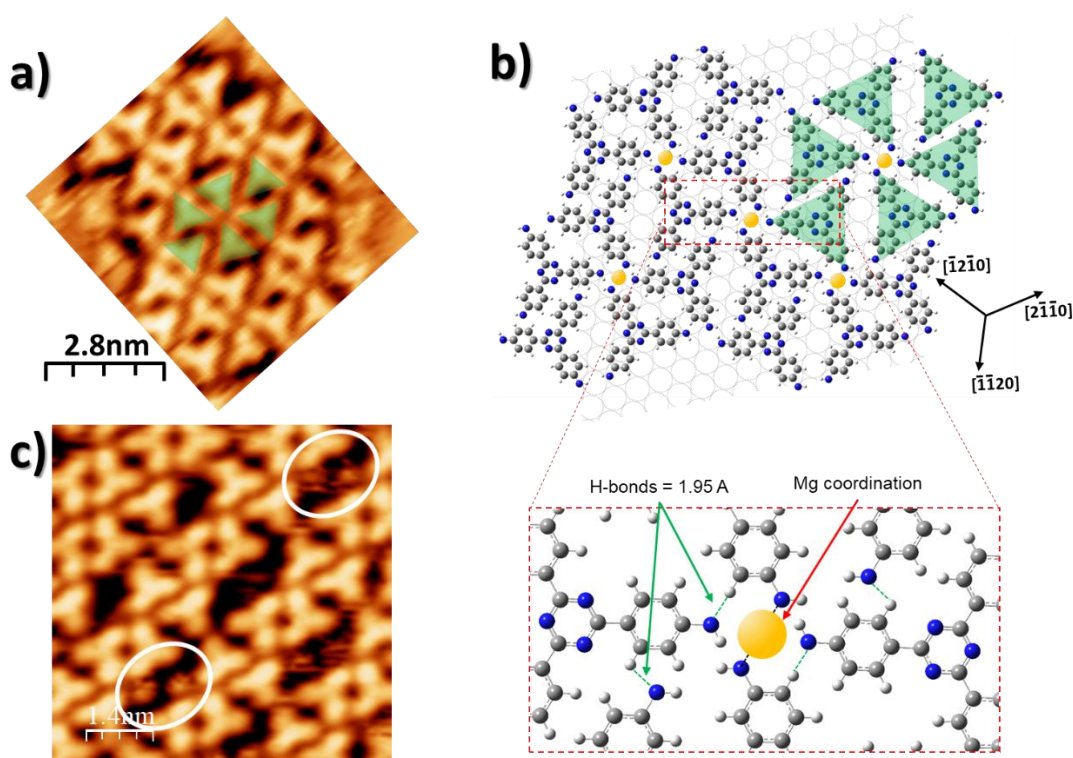 a)
2.8nm
b)
[1̅21̅0]
[21̅1̅0]
[1̅1̅20]
c)
1.4nm
H-bonds = 1.95 A
Mg coordination